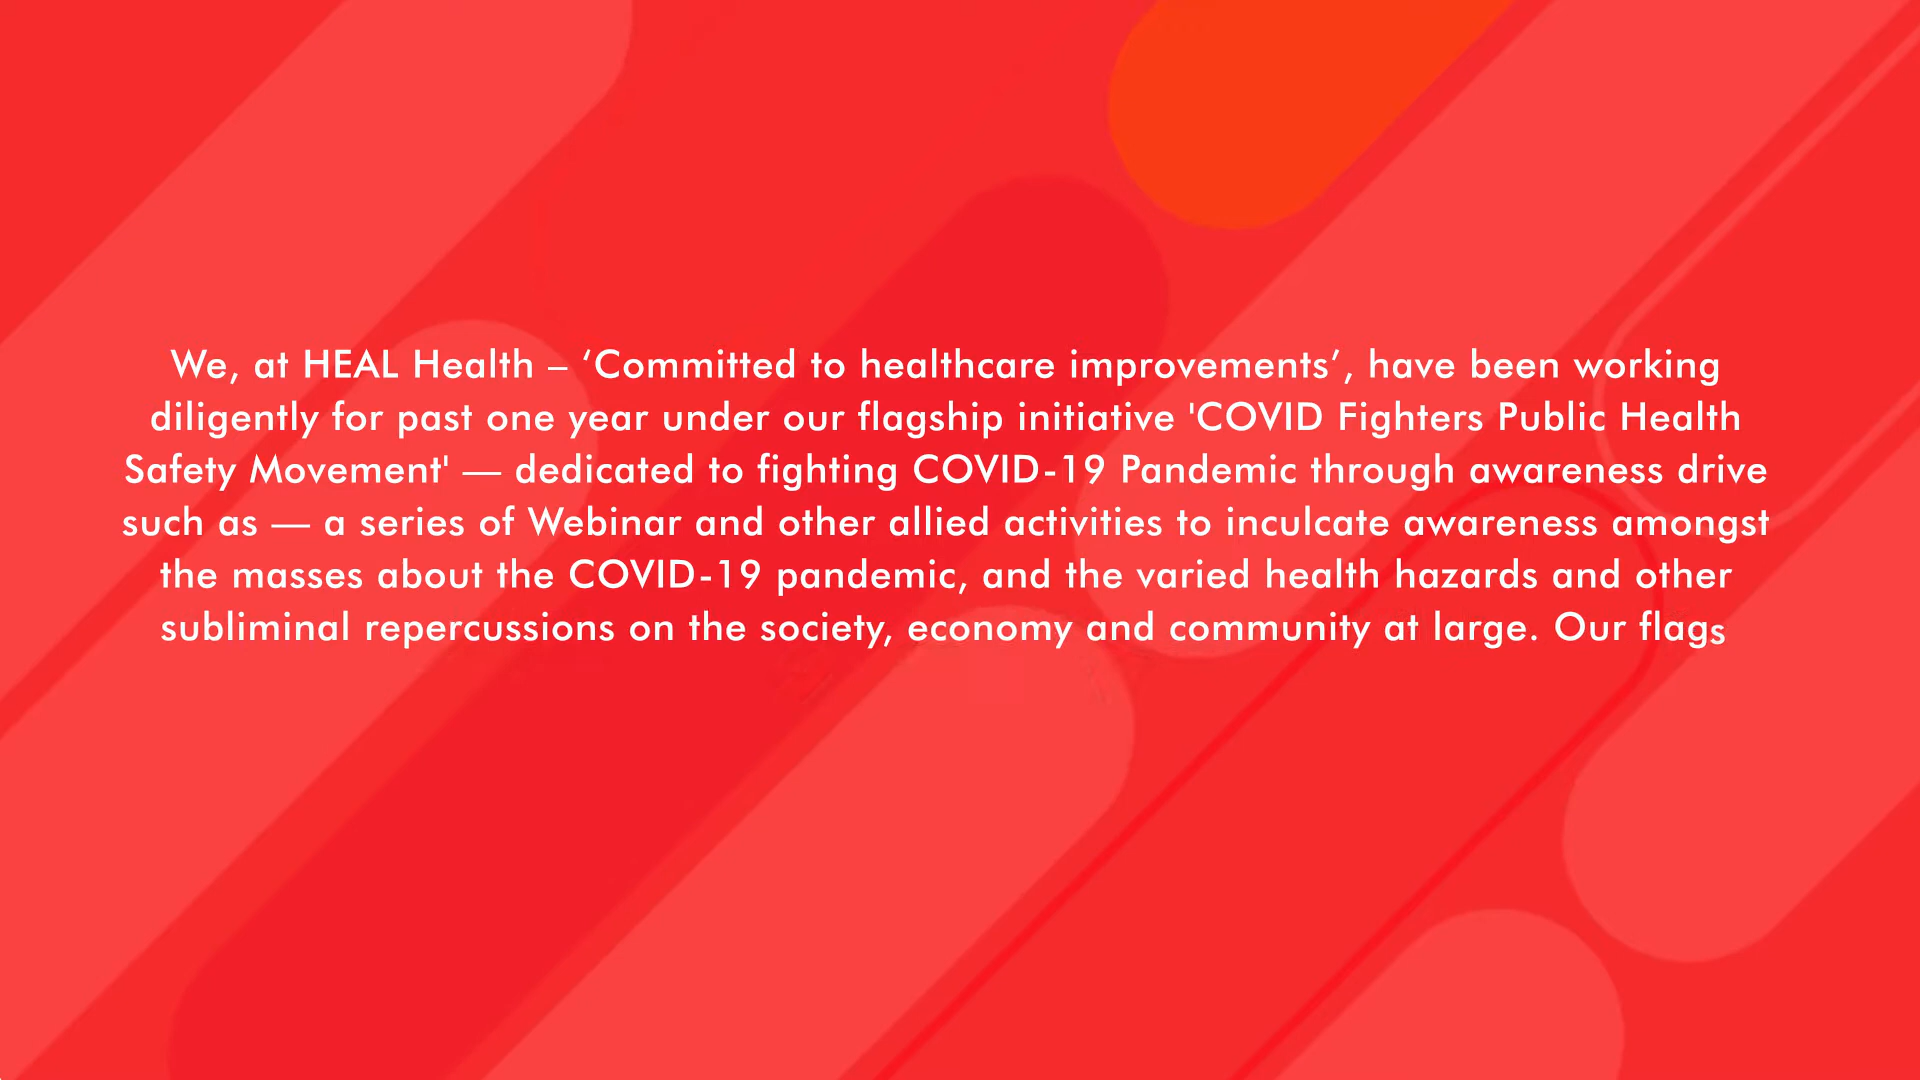 We, at HEAL Health – ‘Committed to healthcare improvements’, have been working
diligently for past one year under our flagship initiative 'COVID Fighters Public Health
Safety Movement' — dedicated to fighting COVID-19 Pandemic through awareness drive
such as — a series of Webinar and other allied activities to inculcate awareness amongst
the masses about the COVID-19 pandemic, and the varied health hazards and other
subliminal repercussions on the society, economy and community at large. Our flags